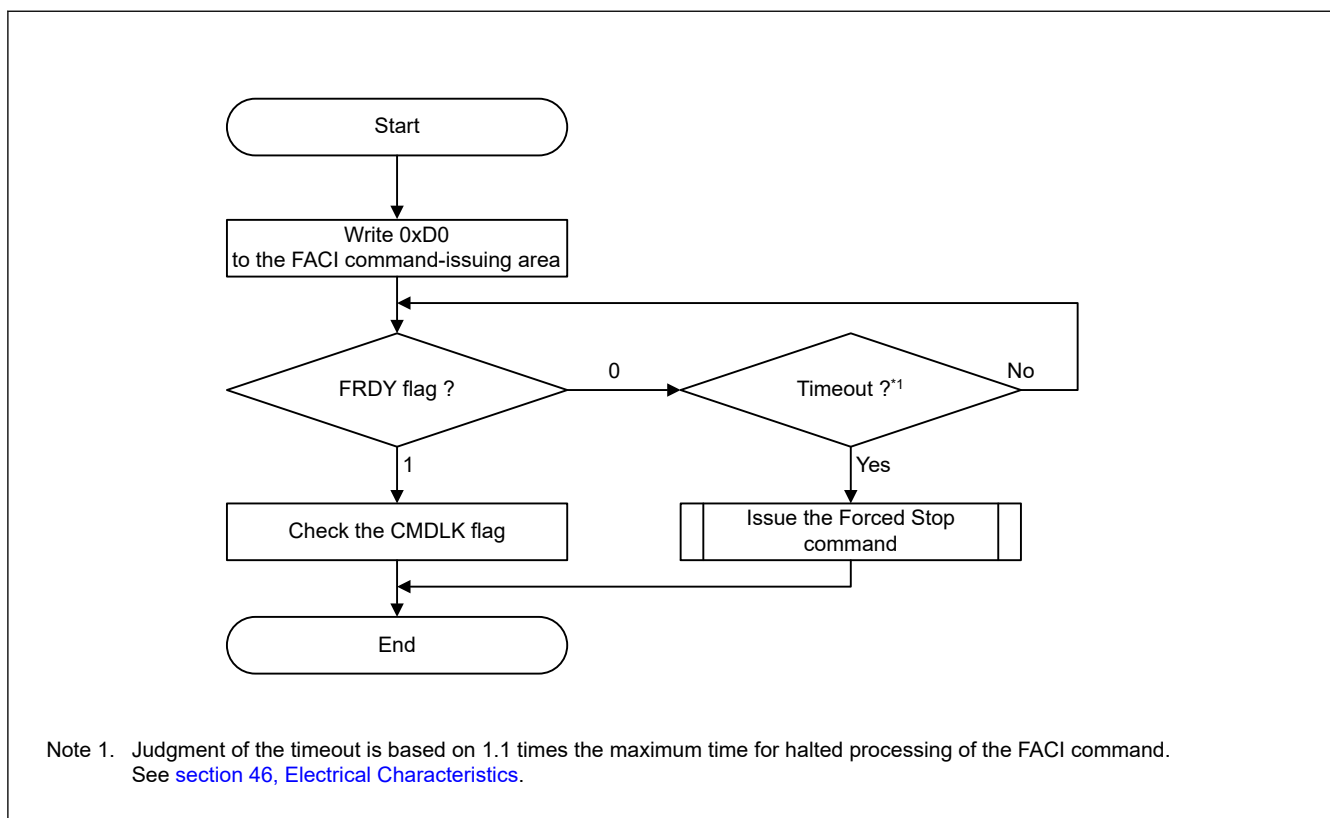 Start
Write 0xD0
to the FACI command-issuing area
FRDY flag ?
0
Timeout ?*1
No
1
Yes
Check the CMDLK flag
Issue the Forced Stop
command
End
Note 1. Judgment of the timeout is based on 1.1 times the maximum time for halted processing of the FACI command.
See section 46, Electrical Characteristics.